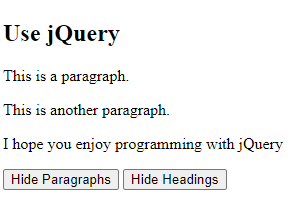 Use jQuery
This is a paragraph.
This is another paragraph.
I hope you enjoy programming with jQuery
Hide Paragraphs Hide Headings